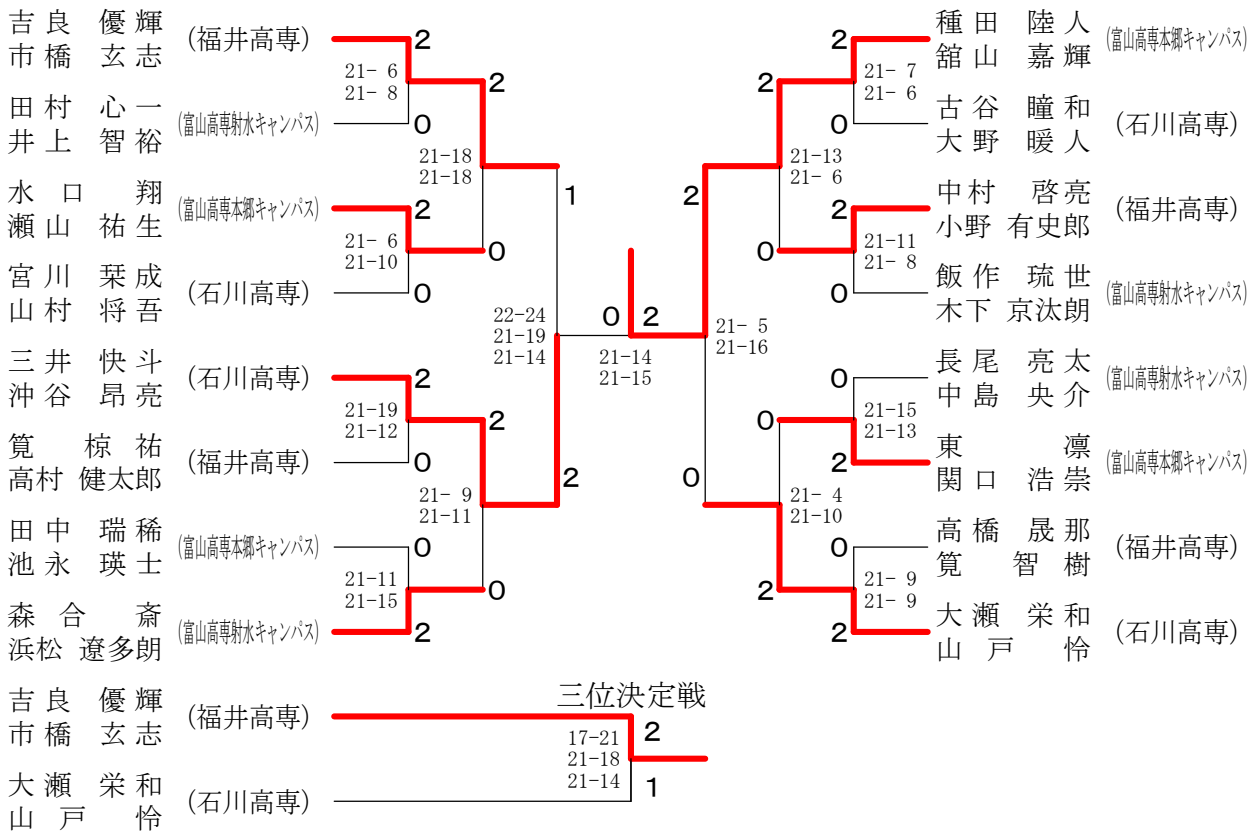 吉良 優輝
市橋 玄志
(福井高専)
2
21- 6
21- 8
田村 心一
井上 智裕
(富山高専射水キャンパス)
0
2
21-18
21-18
水口 翔
瀬山 祐生
(富山高専本郷キャンパス)
2
21- 6
21-10
宮川 栞成
山村 将吾
(石川高専)
0
0
1
22-24
21-19
21-14
三井 快斗
沖谷 昂亮
(石川高専)
2
21-19
21-12
筧 椋祐
高村 健太郎
(福井高専)
0
2
21- 9
21-11
2
田中 瑞稀
池永 瑛士
(富山高専本郷キャンパス)
0
21-11
21-15
森合 斎
浜松 遼多朗
(富山高専射水キャンパス)
2
0
0 2
21-14
21-15
種田 陸人
舘山 嘉輝
(富山高専本郷キャンパス)
2
21- 7
21- 6
古谷 瞳和
大野 暖人
(石川高専)
0
2
21-13
21- 6
中村 啓亮
小野 有史郎
(福井高専)
2
21-11
21- 8
飯作 琉世
木下 京汰朗
(富山高専射水キャンパス)
0
0
2
21- 5
21-16
長尾 亮太
中島 央介
(富山高専射水キャンパス)
0
21-15
21-13
東 凛
関口 浩崇
(富山高専本郷キャンパス)
2
0
21- 4
21-10
0
高橋 晟那
筧 智樹
(福井高専)
0
21- 9
21- 9
大瀬 栄和
山戸 怜
(石川高専)
2
2
三位決定戦
吉良 優輝
市橋 玄志
(福井高専)
2
17-21
21-18
21-14
大瀬 栄和
山戸 怜
(石川高専)
1